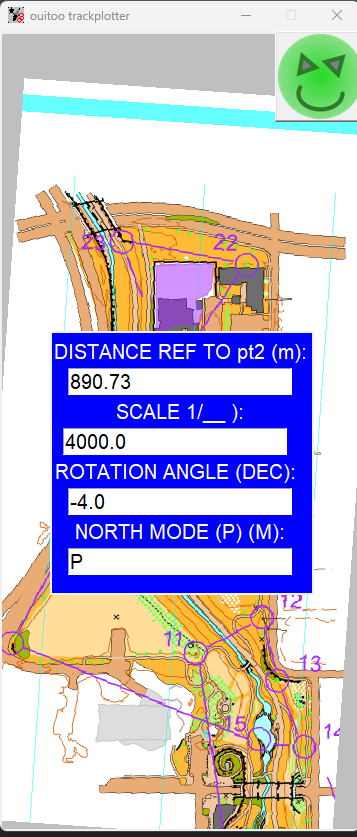 ouitoo trackplotter
23
22
DISTANCE REF TO pt2 (m):
890.73
SCALE 1/__ ):
4000.0
ROTATION ANGLE (DEC):
-4.0
NORTH MODE (P) (M):
P
12
11
13
15
14